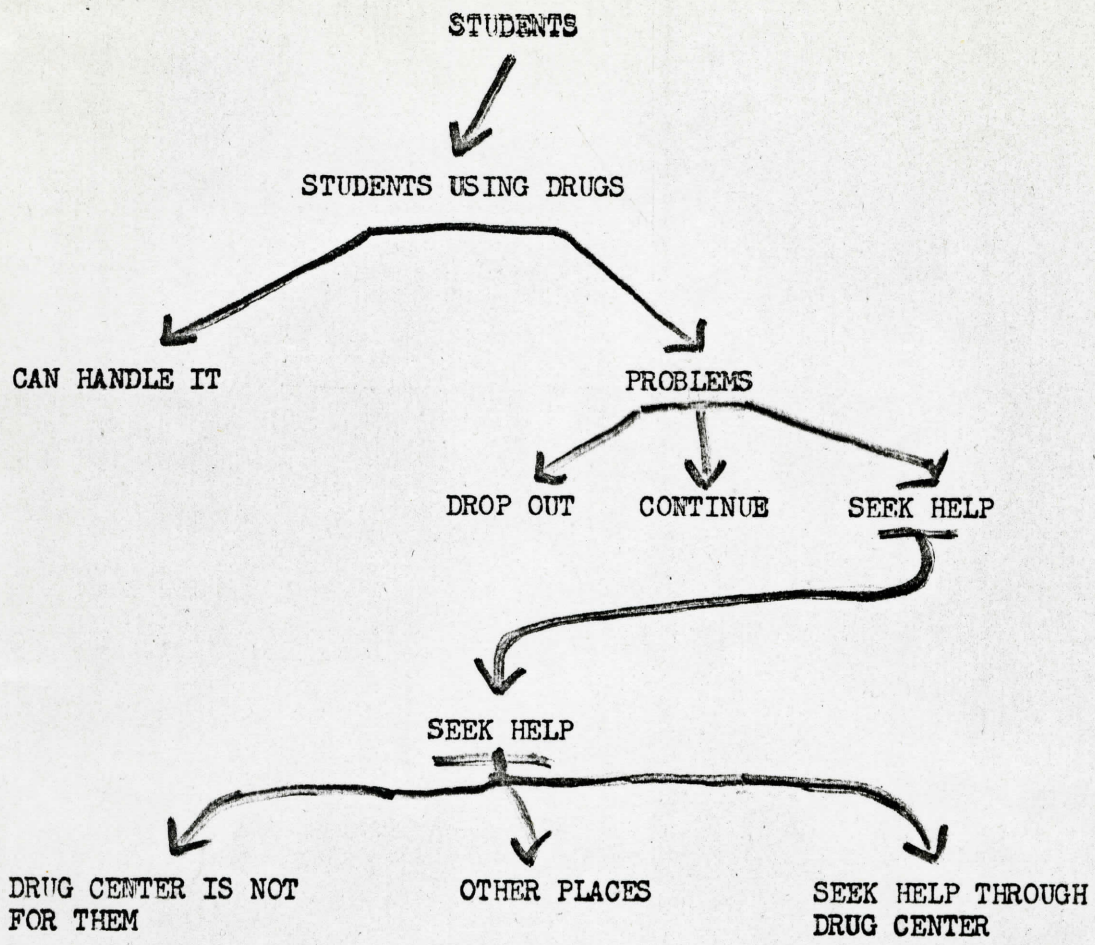 STUDENTS
STUDENTS USING DRUGS
CAN HANDLE IT
PROBLEMS
DROP OUT
CONTINUE
SEEK HELP
SEEK HELP
DRUG CENTER IS NOT
FOR THEM
OTHER PLACES
SEEK HELP THROUGH
DRUG CENTER